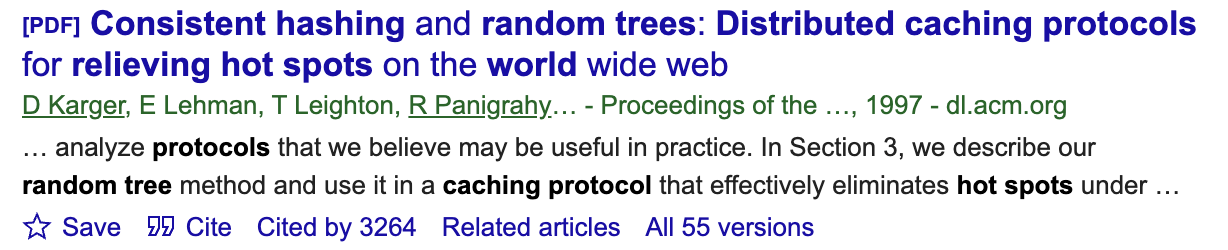 [PDF] Consistent hashing and random trees: Distributed caching protocols
for relieving hot spots on the world wide web
D Karger, E Lehman, T Leighton, R Panigrahy… - Proceedings of the …, 1997 - dl.acm.org
… analyze protocols that we believe may be useful in practice. In Section 3, we describe our
random tree method and use it in a caching protocol that effectively eliminates hot spots under …
Save Cite Cited by 3264 Related articles All 55 versions